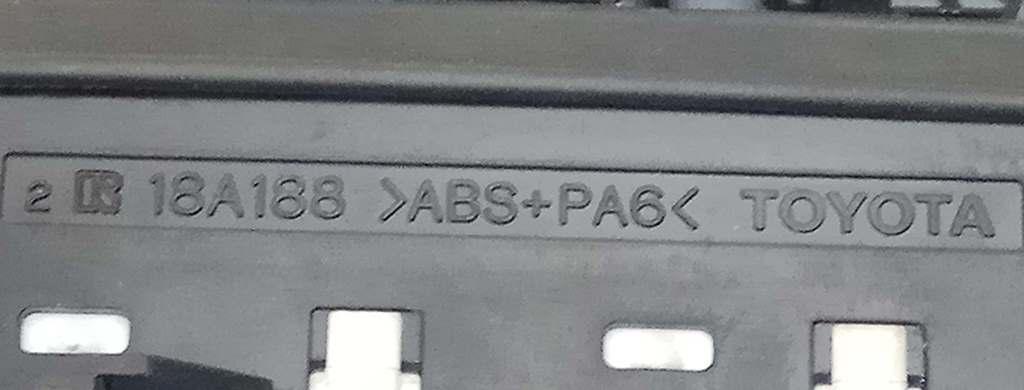 2 18A188 >ABS+PA6< TOYOTA